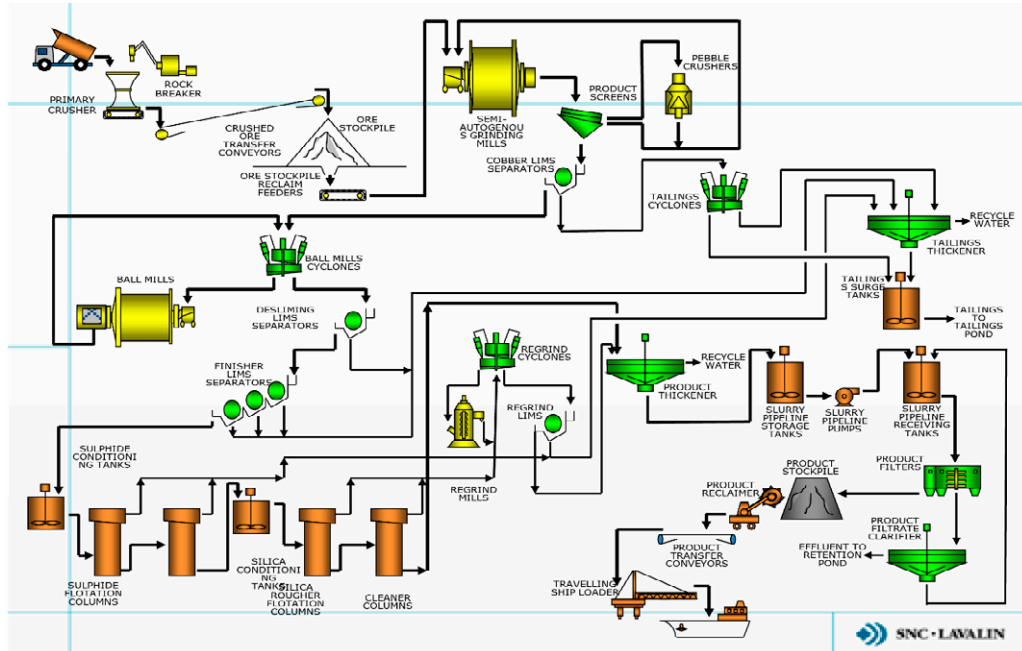 ROCK
BREAKER
PRIMARY
CRUSHER
CRUSHED
ORE
TRANSFER
CONVEYORS
ORE
STOCKPILE
ORE STOCKPILE
RECLAIM
FEEDERS
SEMI-
AUTOGENOU
S GRINDING
MILLS
PRODUCT
SCREENS
PEBBLE
CRUSHERS
COBBER LIMS
SEPARATORS
TAILINGS
CYCLONES
RECYCLE
WATER
TAILINGS
THICKENER
TAILING
S SURGE
TANKS
TAILINGS
TO
TAILINGS
POND
BALL MILLS
CYCLONES
BALL MILLS
DESLIMING
LIMS
SEPARATORS
FINISHER
LIMS
SEPARATORS
REGRIND
CYCLONES
REGRIND
LIMS
REGRIND
MILLS
RECYCLE
WATER
PRODUCT
THICKENER
SLURRY
PIPELINE
STORAGE
TANKS
SLURRY
PIPELINE
PUMPS
SLURRY
PIPELINE
RECEIVING
TANKS
SULPHIDE
CONDITIONI
NG TANKS
SULPHIDE
FLOTATION
COLUMNS
SILICA
CONDITIONI
NG
TANKS
SILICA
ROUGHER
FLOTATION
COLUMNS
CLEANER
COLUMNS
PRODUCT
FILTERS
PRODUCT
STOCKPILE
PRODUCT
RECLAIMER
PRODUCT
TRANSFER
CONVEYORS
PRODUCT
FILTRATE
CLARIFIER
EFFLUENT TO
RETENTION
POND
TRAVELLING
SHIP LOADER
SNC•LAVALIN